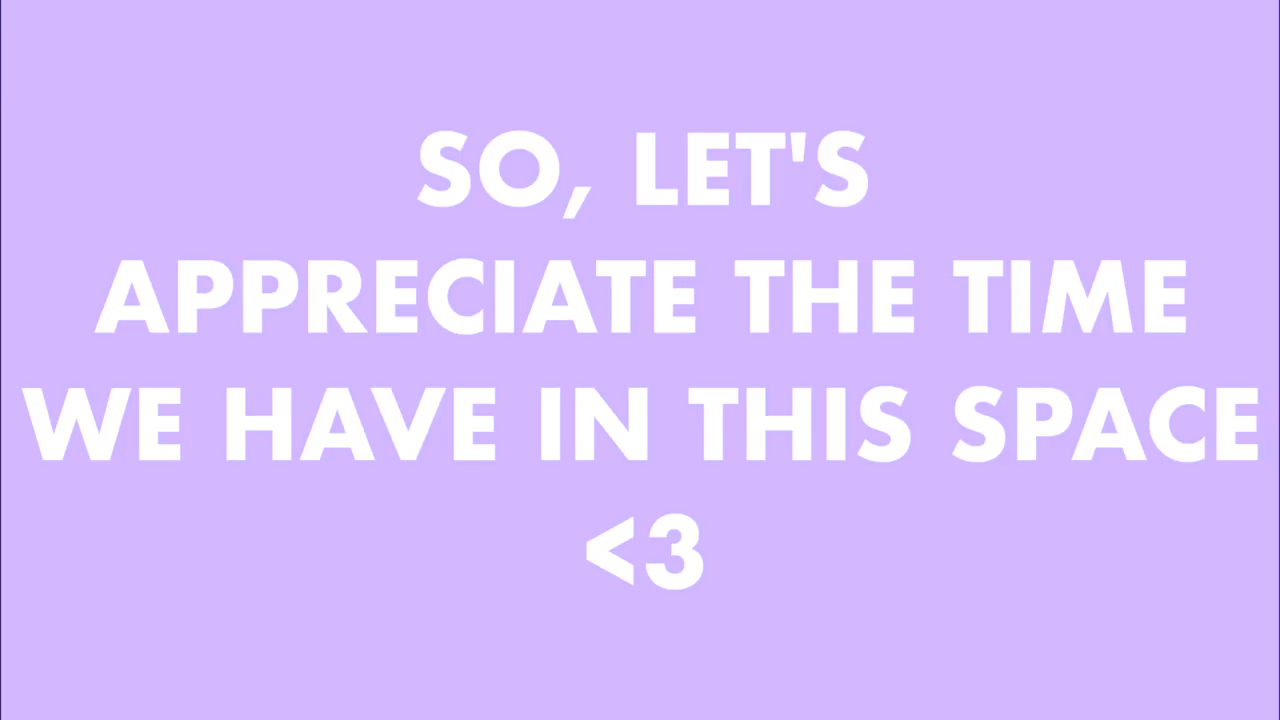 SO, LET'S
APPRECIATE THE TIME
WE HAVE IN THIS SPACE
<3